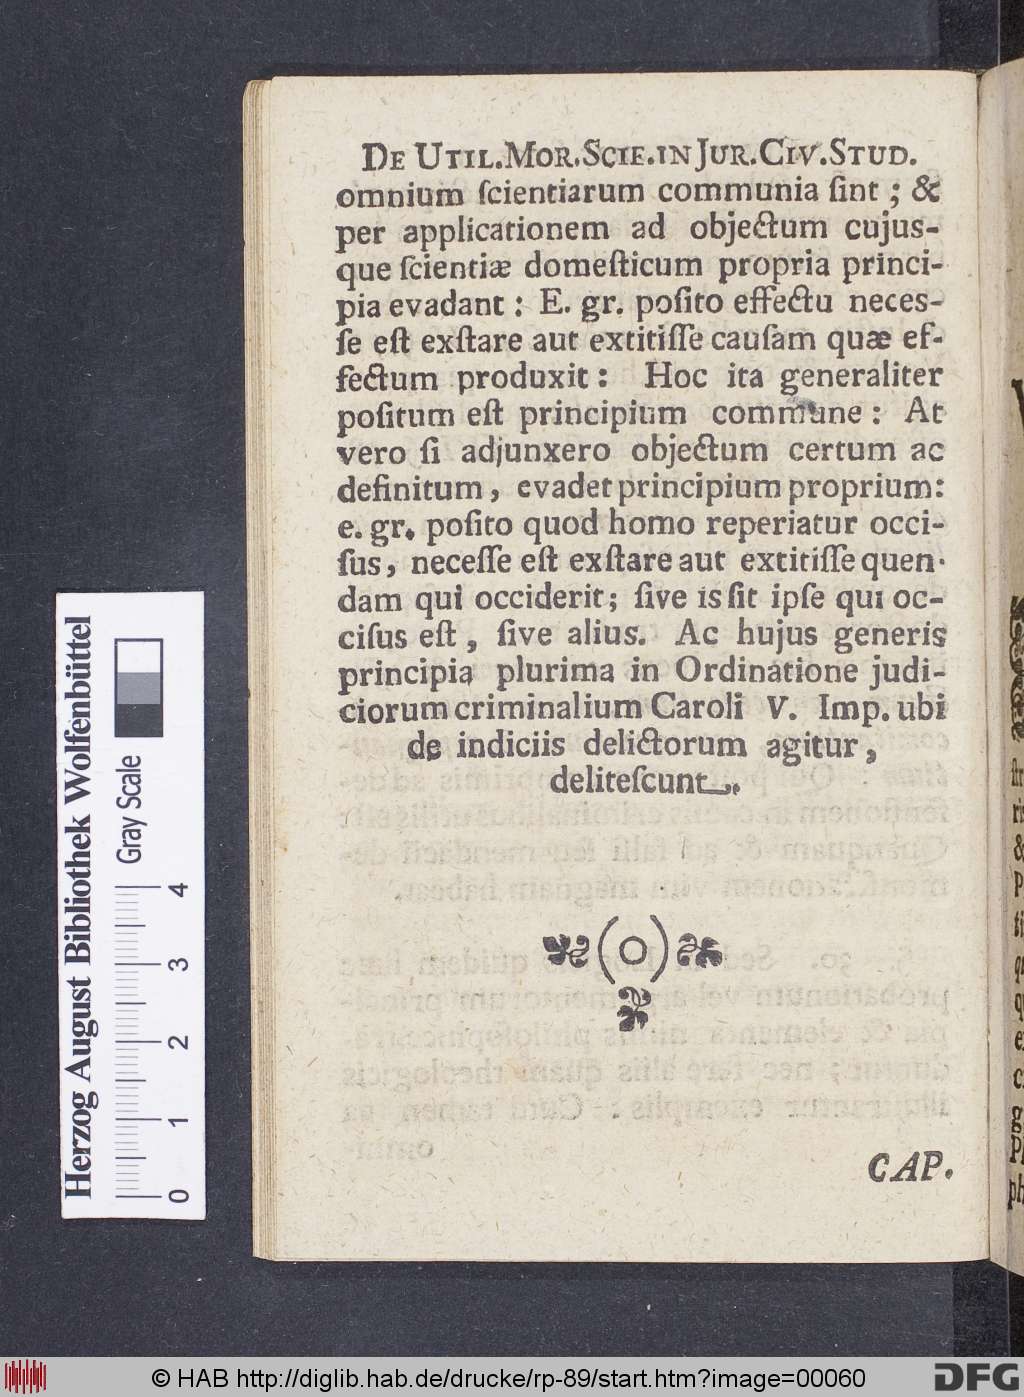 De Util. Mor. Scie. in Jur. Civ. Stud.
omnium ſcientiarum communia ſint; &
per applicationem ad objectum cujus-
que ſcientiæ domeſticum propria princi-
pia evadant: E. gr. poſito effectu neceſ-
ſe eſt exſtare aut extitiſſe cauſam quæ ef-
fectum produxit: Hoc ita generaliter
poſitum eſt principium commune: At
vero ſi adjunxero objectum certum ac
definitum, evadet principium proprium:
e. gr. poſito quod homo reperiatur occi-
ſus, neceſſe eſt exſtare aut extitiſſe quen-
dam qui occiderit; ſive is ſit ipſe qui oc-
ciſus eſt, ſive alius. Ac hujus generis
principia plurima in Ordinatione judi-
ciorum criminalium Caroli V. Imp. ubi
de indiciis delictorum agitur,
deliteſcunt.
(O)
CAP.
Herzog August Bibliothek Wolfenbüttel
Gray Scale
0 1 2 3 4
© HAB http://diglib.hab.de/drucke/rp-89/start.htm?image=00060
DFG